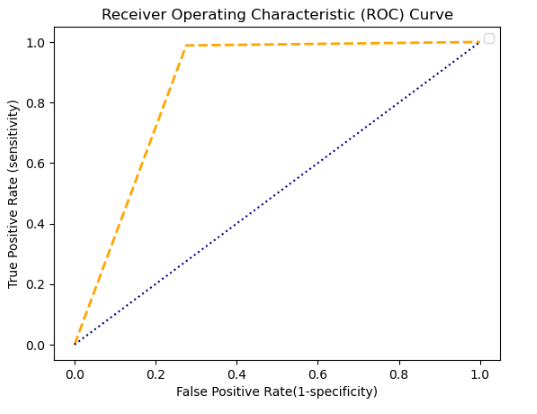 Receiver Operating Characteristic (ROC) Curve
1.0
0.8
0.6
0.4
0.2
0.0
True Positive Rate (sensitivity)
0.0 0.2 0.4 0.6 0.8 1.0
False Positive Rate(1-specificity)